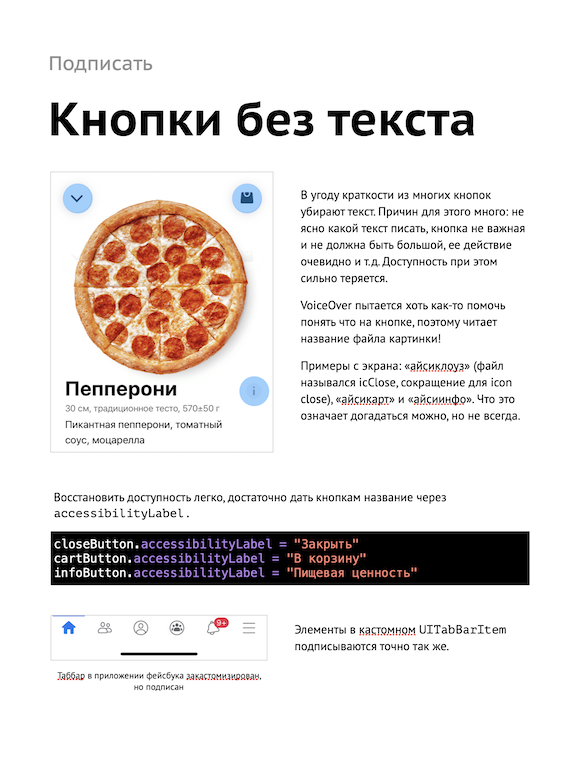 Подписать
Кнопки без текста
В угоду краткости из многих кнопок
убирают текст. Причин для этого много: не
ясно какой текст писать, кнопка не важная
и не должна быть большой, ее действие
очевидно и т.д. Доступность при этом
сильно теряется.
VoiceOver пытается хоть как-то помочь
понять что на кнопке, поэтому читает
название файла картинки!
Примеры с экрана: «айсиклоуз» (файл
назывался icClose, сокращение для icon
close), «айсикарт» и «айсиинфо». Что это
означает догадаться можно, но не всегда.
Пепперони
i
30 см, традиционное тесто, 570±50 г
Пикантная пепперони, томатный
соус, моцарелла
Восстановить доступность легко, достаточно дать кнопкам название через
accessibilityLabel.
closeButton.accessibilityLabel = "Закрыть"
cartButton.accessibilityLabel = "В корзину"
infoButton.accessibilityLabel = "Пищевая ценность"
9+
Таббар в приложении фейсбука закастомизирован,
но подписан
Элементы в кастомном UITabBarItem
подписываются точно так же.